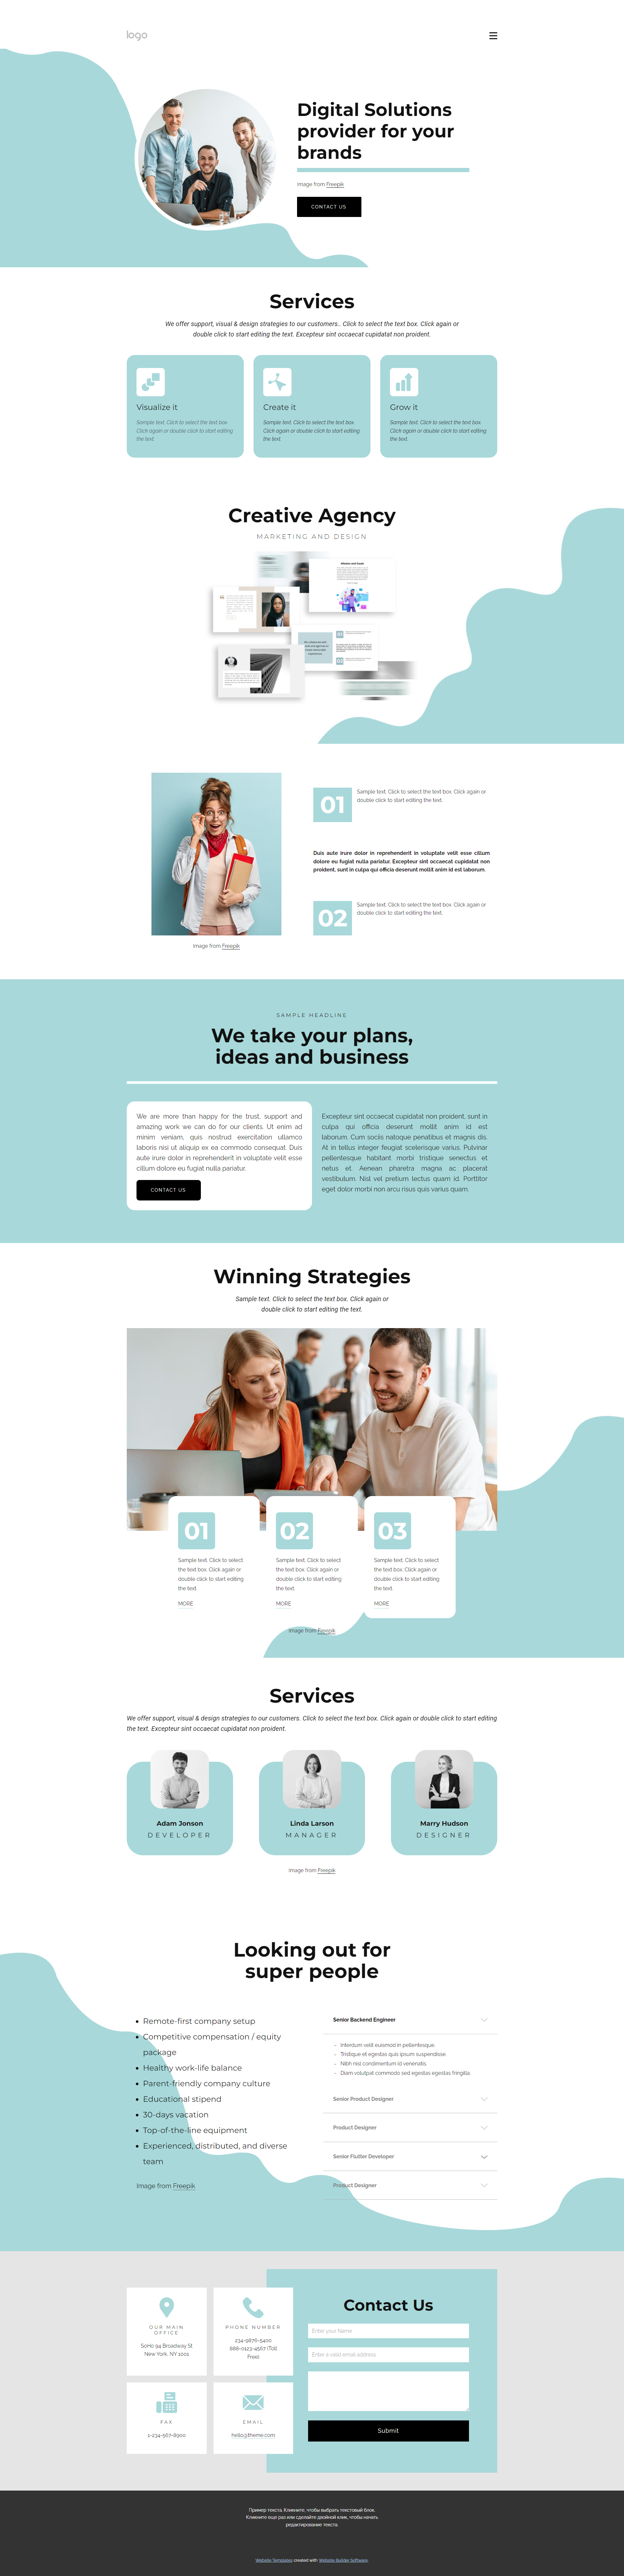 logo
Digital Solutions
provider for your
brands
Image from Freepik
CONTACT US
Services
We offer support, visual & design strategies to our customers.. Click to select the text box. Click again or
double click to start editing the text. Excepteur sint occaecat cupidatat non proident.
Visualize it
Sample text. Click to select the text box.
Click again or double click to start editing
the text.
Create it
Sample text. Click to select the text box.
Click again or double click to start editing
the text.
Grow it
Sample text. Click to select the text box.
Click again or double click to start editing
the text.
Creative Agency
MARKETING AND DESIGN
Mission and Goals
01
Sample text. Click to select the text box. Click again or
double click to start editing the text.
Duis aute irure dolor in reprehenderit in voluptate velit esse cillum
dolore eu fugiat nulla pariatur. Excepteur sint occaecat cupidatat non
proident, sunt in culpa qui officia deserunt mollit anim id est laborum.
02
Sample text. Click to select the text box. Click again or
double click to start editing the text.
Image from Freepik
SAMPLE HEADLINE
We take your plans,
ideas and business
We are more than happy for the trust, support and
amazing work we can do for our clients. Ut enim ad
minim veniam, quis nostrud exercitation ullamco
laboris nisi ut aliquip ex ea commodo consequat. Duis
aute irure dolor in reprehenderit in voluptate velit esse
cillum dolore eu fugiat nulla pariatur.
CONTACT US
Excepteur sint occaecat cupidatat non proident, sunt in
culpa qui officia deserunt mollit anim id est
laborum. Cum sociis natoque penatibus et magnis dis.
At in tellus integer feugiat scelerisque varius. Pulvinar
pellentesque habitant morbi tristique senectus et
netus et. Aenean pharetra magna ac placerat
vestibulum. Nisl vel pretium lectus quam id. Porttitor
eget dolor morbi non arcu risus quis varius quam.
Winning Strategies
Sample text. Click to select the text box. Click again or
double click to start editing the text.
01
Sample text. Click to select
the text box. Click again or
double click to start editing
the text.
MORE
02
Sample text. Click to select
the text box. Click again or
double click to start editing
the text.
MORE
03
Sample text. Click to select
the text box. Click again or
double click to start editing
the text.
MORE
Image from Freepik
Services
We offer support, visual & design strategies to our customers. Click to select the text box. Click again or double click to start editing
the text. Excepteur sint occaecat cupidatat non proident.
Adam Jonson
DEVELOPER
Linda Larson
MANAGER
Marry Hudson
DESIGNER
Image from Freepik
Looking out for
super people
• Remote-first company setup
• Competitive compensation / equity
package
• Healthy work-life balance
• Parent-friendly company culture
• Educational stipend
• 30-days vacation
• Top-of-the-line equipment
• Experienced, distributed, and diverse
team
Image from Freepik
Senior Backend Engineer
- Interdum velit euismod in pellentesque.
- Tristique et egestas quis ipsum suspendisse.
- Nibh nisl condimentum id venenatis.
- Diam volutpat commodo sed egestas egestas fringilla.
Senior Product Designer
Product Designer
Senior Flutter Developer
Product Designer
OUR MAIN
OFFICE
SoHo 94 Broadway St
New York, NY 1001
PHONE NUMBER
234-9876-5400
888-0123-4567 (Toll
Free)
FAX
1-234-567-8900
EMAIL
hello@theme.com
Contact Us
Enter your Name
Enter a valid email address
Submit
Пример текста. Кликните, чтобы выбрать текстовый блок.
Кликните еще раз или сделайте двойной клик, чтобы начать
редактирование текста.
Website Templates created with Website Builder Software.